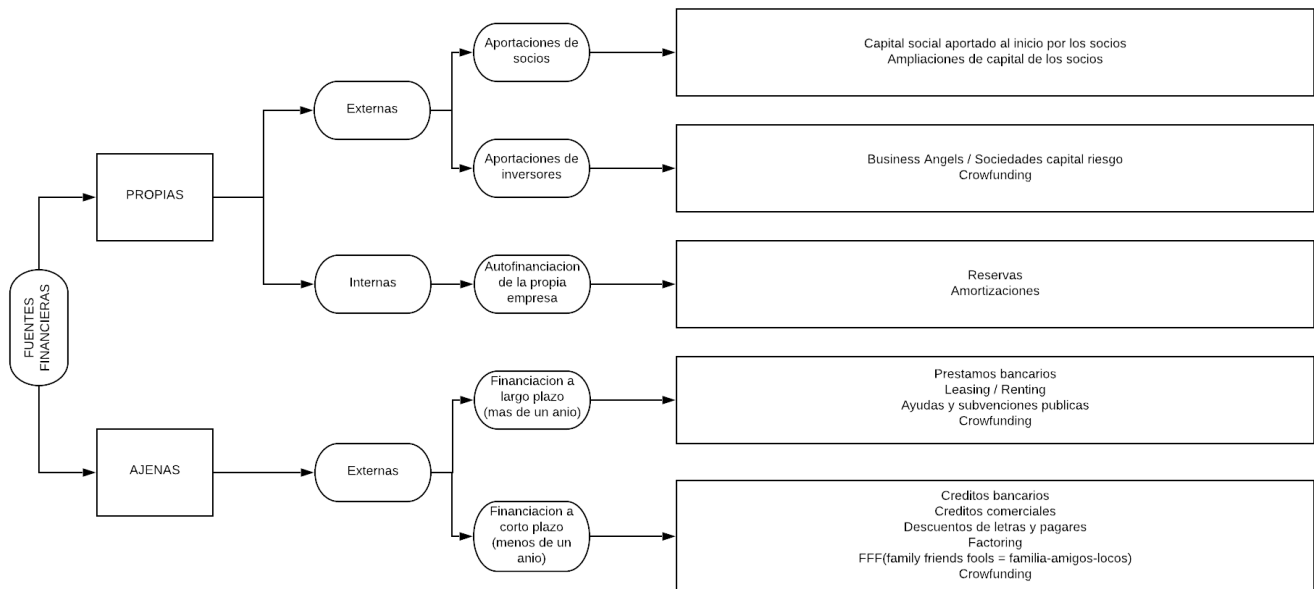 FUENTES
FINANCIERAS
PROPIAS
Externas
Aportaciones de
socios
Capital social aportado al inicio por los socios
Ampliaciones de capital de los socios
Aportaciones de
inversores
Business Angels / Sociedades capital riesgo
Crowfunding
Internas
Autofinanciacion
de la propia
empresa
Reservas
Amortizaciones
AJENAS
Externas
Financiacion a
largo plazo
(mas de un anio)
Prestamos bancarios
Leasing / Renting
Ayudas y subvenciones publicas
Crowfunding
Financiacion a
corto plazo
(menos de un
anio)
Creditos bancarios
Creditos comerciales
Descuentos de letras y pagares
Factoring
FFF(family friends fools = familia-amigos-locos)
Crowfunding